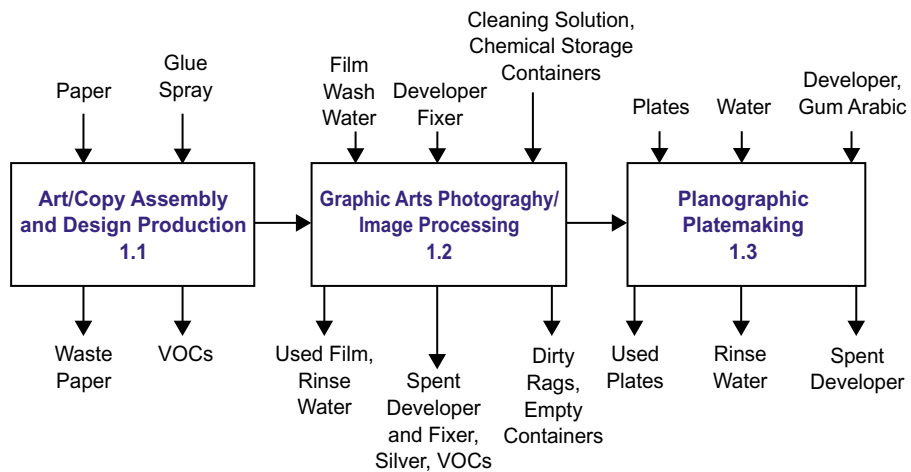 Paper
Glue
Spray
Film
Wash
Water
Developer
Fixer
Cleaning Solution,
Chemical Storage
Containers
Plates
Water
Developer,
Gum Arabic
Art/Copy Assembly
and Design Production
1.1
Graphic Arts Photography/
Image Processing
1.2
Planographic
Platemaking
1.3
Waste
Paper
VOCs
Used Film,
Rinse
Water
Spent
Developer
and Fixer,
Silver, VOCs
Dirty
Rags,
Empty
Containers
Used
Plates
Rinse
Water
Spent
Developer